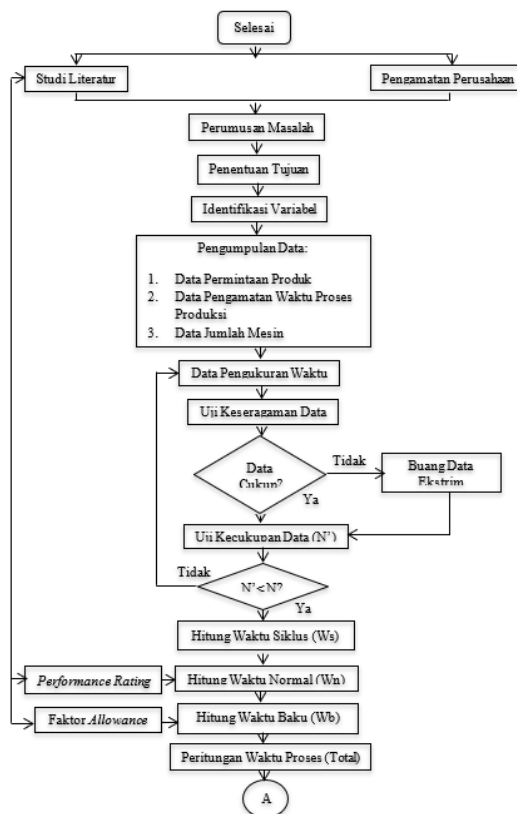 Selesai
Studi Literatur
Pengamatan Perusahaan
Perumusan Masalah
Penentuan Tujuan
Identifikasi Variabel
Pengumpulan Data:
1. Data Permintaan Produk
2. Data Pengamatan Waktu Proses
Produksi
3. Data Jumlah Mesin
Data Pengukuran Waktu
Uji Keseragaman Data
Data
Cukup?
Tidak
Ya
Buang Data
Ekstrim
Uji Kecukupan Data (N’)
Tidak
N’<N?
Ya
Hitung Waktu Siklus (Ws)
Performance Rating
Hitung Waktu Normal (Wn)
Faktor Allowance
Hitung Waktu Baku (Wb)
Peritungan Waktu Proses (Total)
A